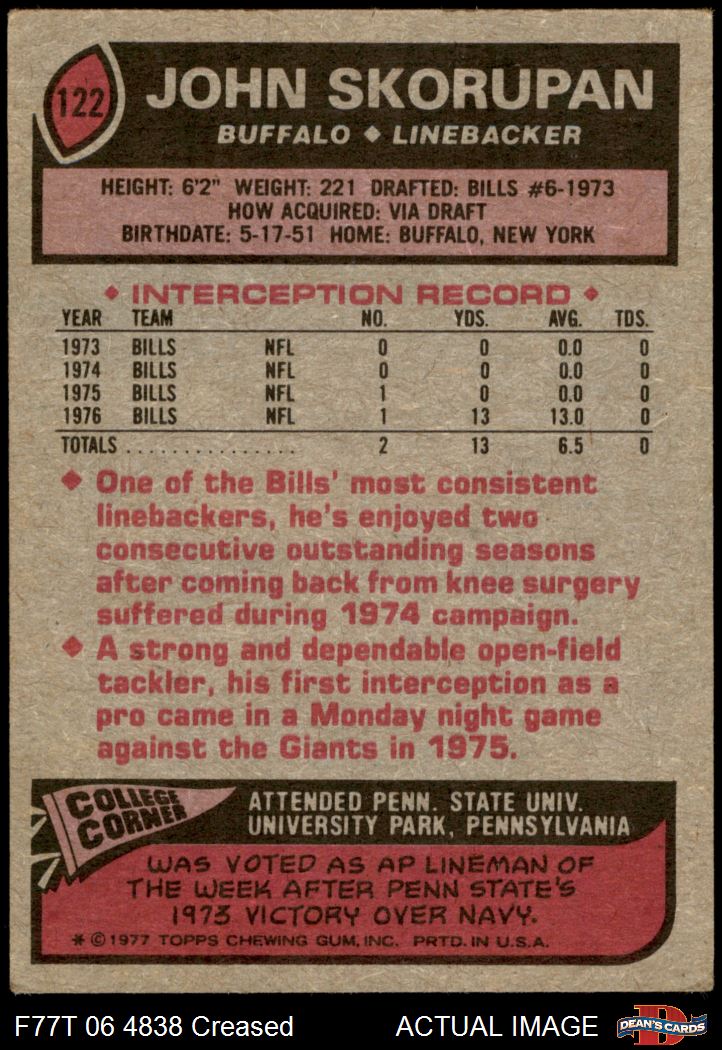 122
JOHN SKORUPAN
BUFFALO ◆ LINEBACKER
HEIGHT: 6'2" WEIGHT: 221 DRAFTED: BILLS #6-1973
HOW ACQUIRED: VIA DRAFT
BIRTHDATE: 5-17-51 HOME: BUFFALO, NEW YORK
◆ INTERCEPTION RECORD ◆
YEAR TEAM NO. YDS. AVG. TDS.
1973 BILLS NFL 0 0 0.0 0
1974 BILLS NFL 0 0 0.0 0
1975 BILLS NFL 1 0 0.0 0
1976 BILLS NFL 1 13 13.0 0
TOTALS ............... 2 13 6.5 0
◆ One of the Bills' most consistent
linebackers, he's enjoyed two
consecutive outstanding seasons
after coming back from knee surgery
suffered during 1974 campaign.
◆ A strong and dependable open-field
tackler, his first interception as a
pro came in a Monday night game
against the Giants in 1975.
COLLEGE
CORNER
ATTENDED PENN. STATE UNIV.
UNIVERSITY PARK, PENNSYLVANIA
WAS VOTED AS AP LINEMAN OF
THE WEEK AFTER PENN STATE'S
1973 VICTORY OVER NAVY.
* © 1977 TOPPS CHEWING GUM, INC. PRTD. IN U.S.A.
F77T 06 4838 Creased ACTUAL IMAGE
D
DEAN'S CARDS